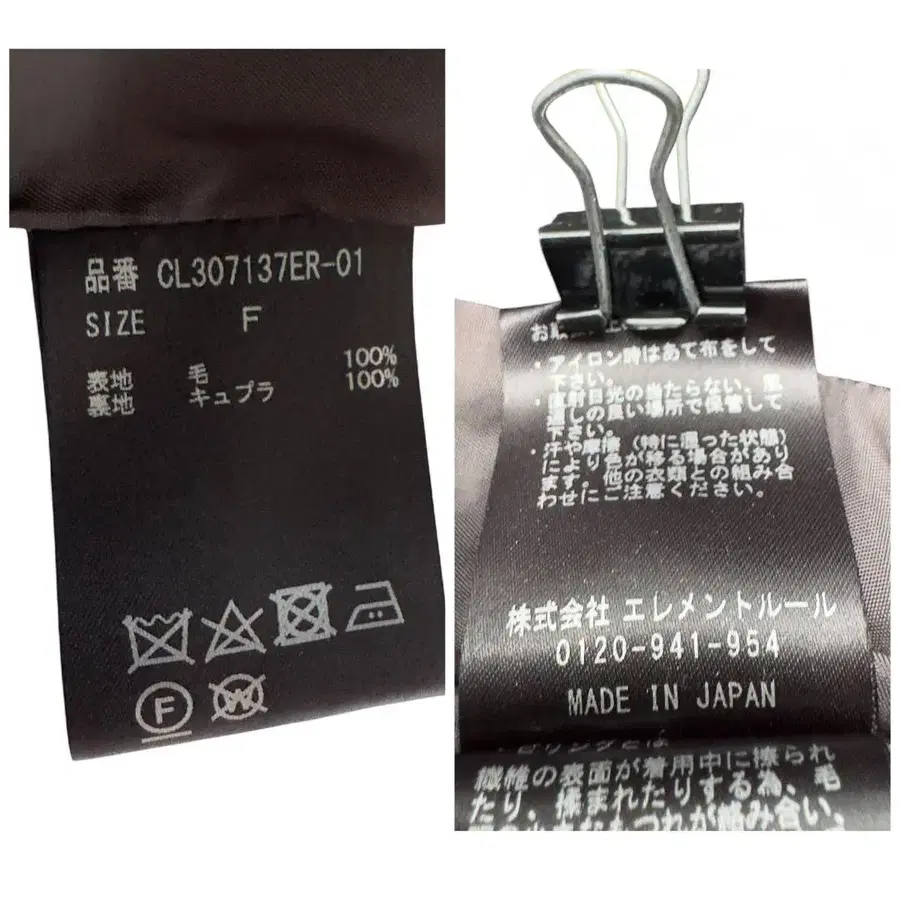 品番 CL307137ER-01
SIZE F
表地 毛 100%
裏地 キュプラ 100%
F
W
・アイロン時はあて布をして
下さい。
・直射日光の当たらない、風
通しの良い場所で保管して
下さい。
・汗や摩擦（特に湿った状態）
により色が移る場合があり
ます。他の衣類との組み合
わせにご注意ください。
株式会社 エレメントルール
0120-941-954
MADE IN JAPAN
繊維の表面が着用中に擦られ
たり、揉まれたりする為、毛